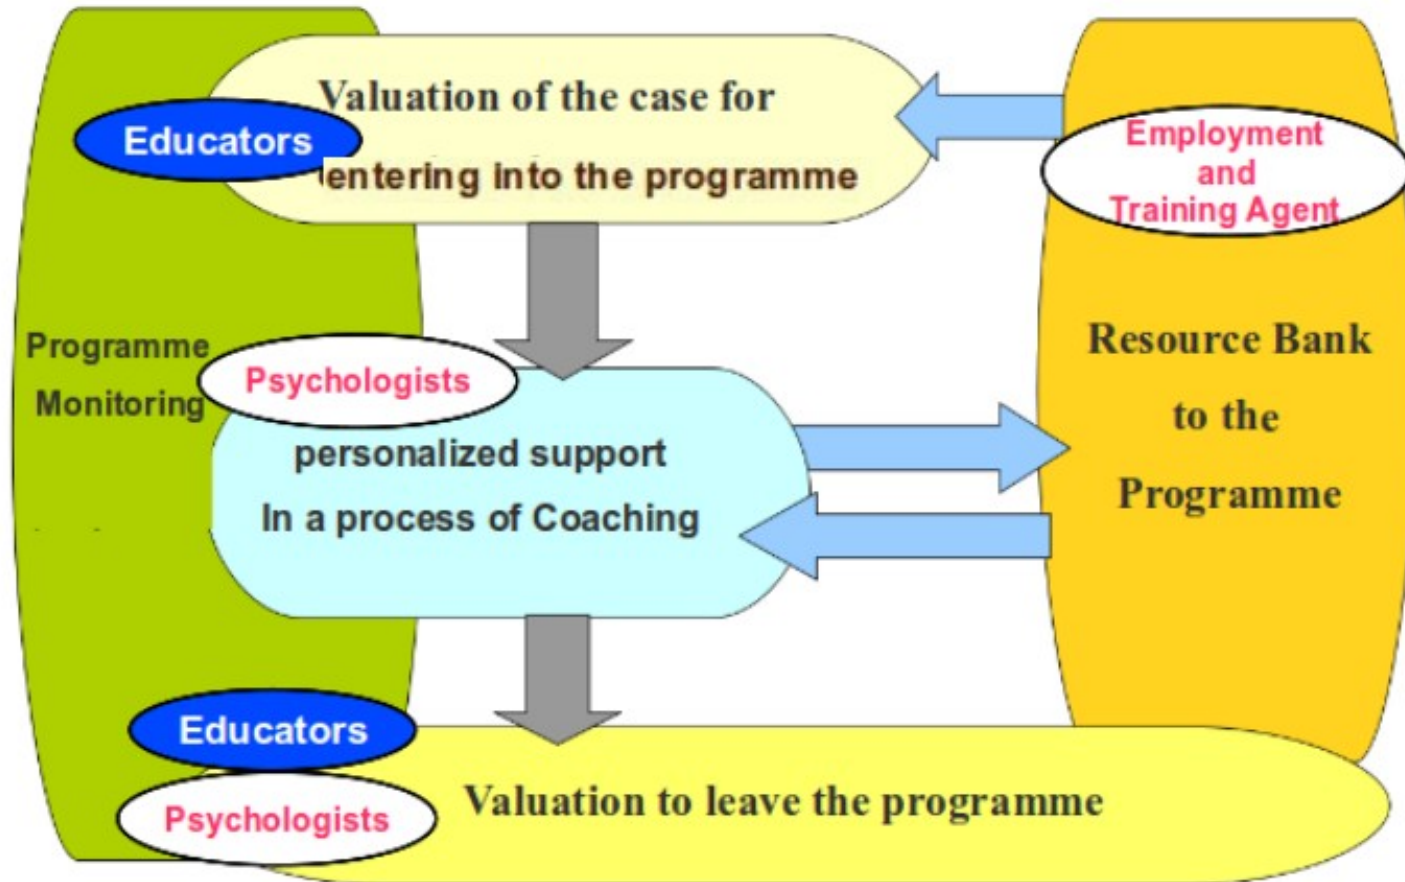 Valuation of the case for
Educators
entering into the programme
Employment
and
Training Agent
Programme
Monitoring
Psychologists
personalized support
In a process of Coaching
Resource Bank
to the
Programme
Educators
Psychologists
Valuation to leave the programme